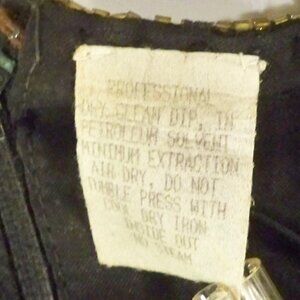 PROFESSIONAL
DRY CLEAN DIP, IN
PETROLEUM SOLVENT
MINIMUM EXTRACTION
AIR DRY, DO NOT
TUMBLE PRESS WITH
COOL DRY IRON
INSIDE OUT
NO STEAM